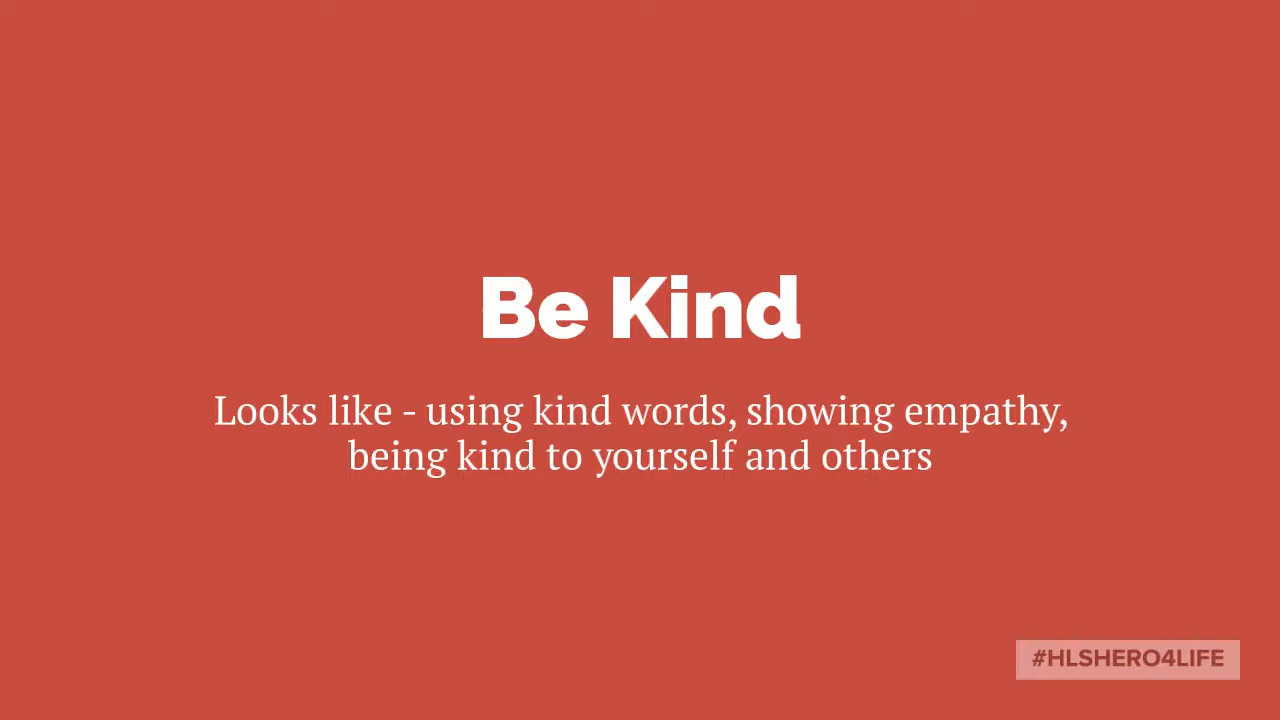 Be Kind
Looks like - using kind words, showing empathy,
being kind to yourself and others
#HLSHERO4LIFE